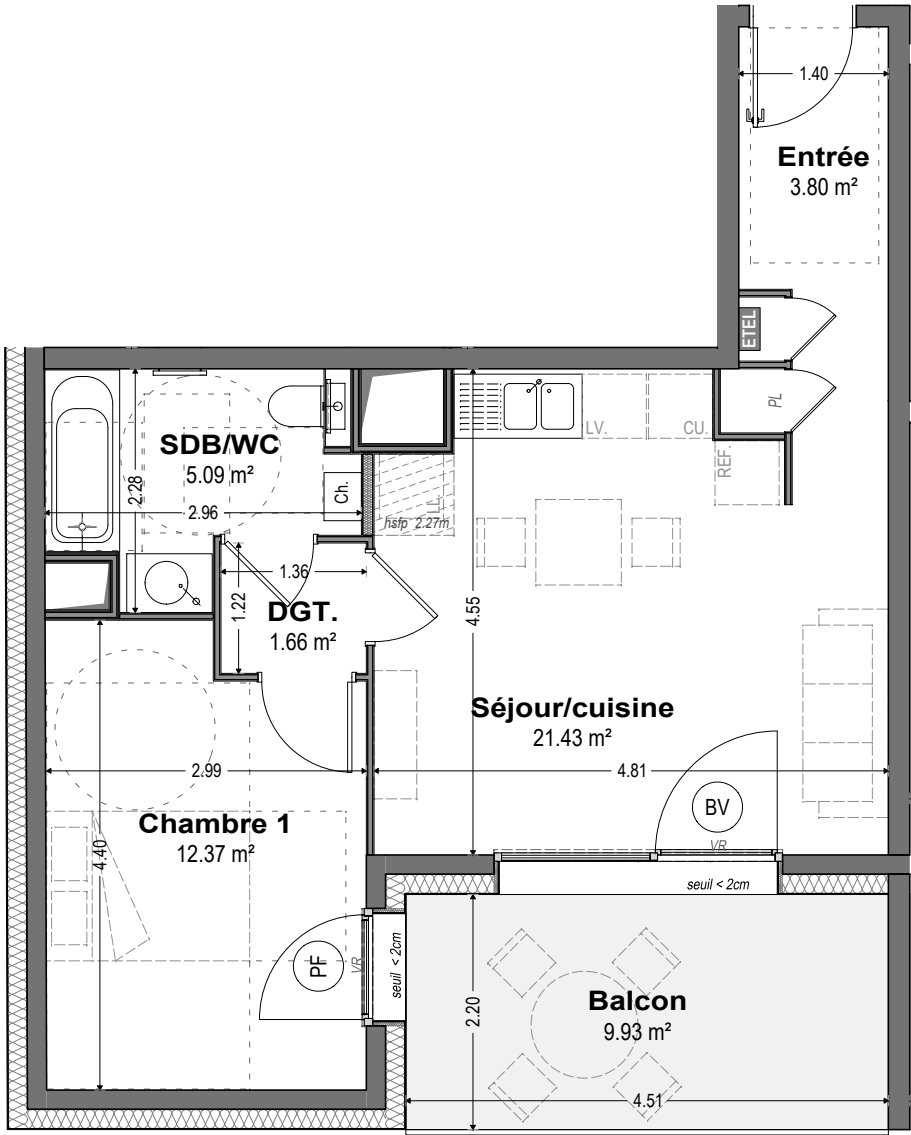 1.40
Entrée
3.80 m²
ETEL
PL
LV.
CU.
REF.
SDB/WC
5.09 m²
2.28
2.96
Ch.
LL
hsfp 2.27m
1.36
1.22
DGT.
1.66 m²
4.55
Séjour/cuisine
21.43 m²
2.99
4.81
BV
VR
Chambre 1
12.37 m²
4.40
seuil < 2cm
PF
VR
seuil < 2cm
Balcon
9.93 m²
2.20
4.51